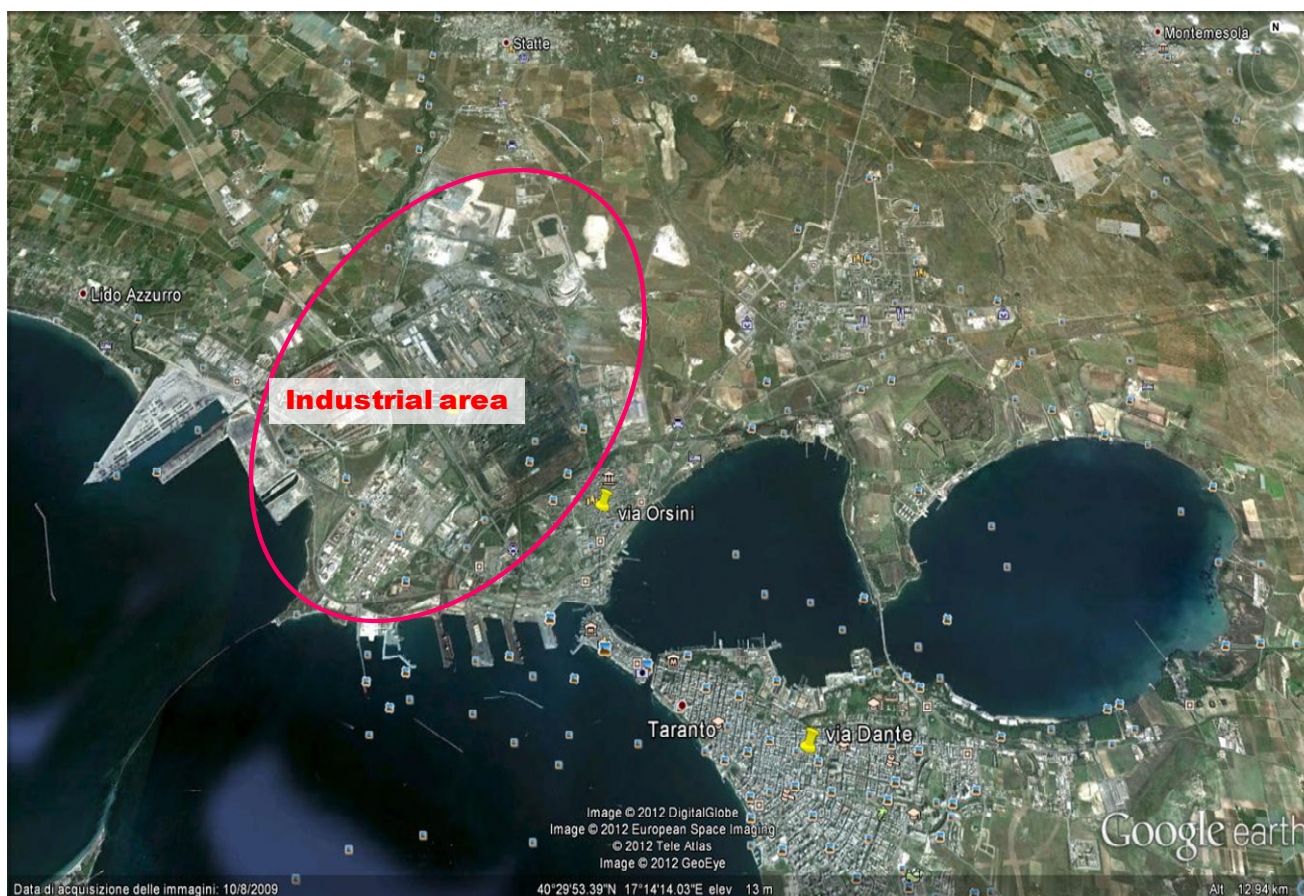 Statte
Montemesola
N
Lido Azzurro
Industrial area
via Orsini
Taranto
via Dante
Image © 2012 DigitalGlobe
Image © 2012 European Space Imaging
© 2012 Tele Atlas
Image © 2012 GeoEye
Google earth
Data di acquisizione delle immagini: 10/8/2009
40°29'53.39"N 17°14'14.03"E elev 13 m
Alt 12.94 km